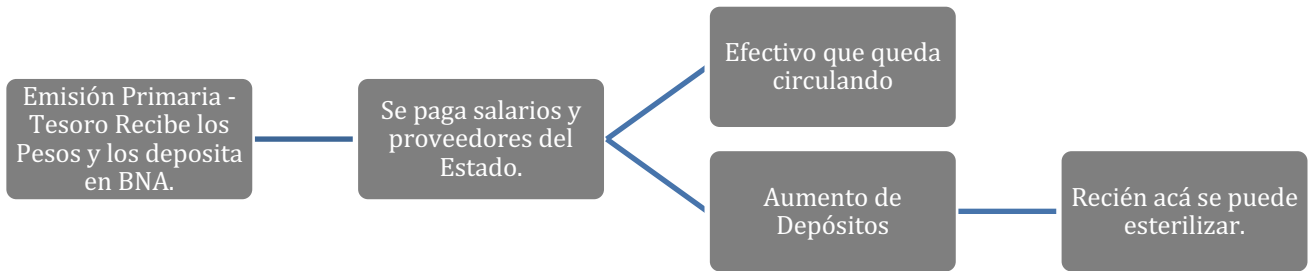 Emisión Primaria -
Tesoro Recibe los
Pesos y los deposita
en BNA.
Se paga salarios y
proveedores del
Estado.
Efectivo que queda
circulando
Aumento de
Depósitos
Recién acá se puede
esterilizar.